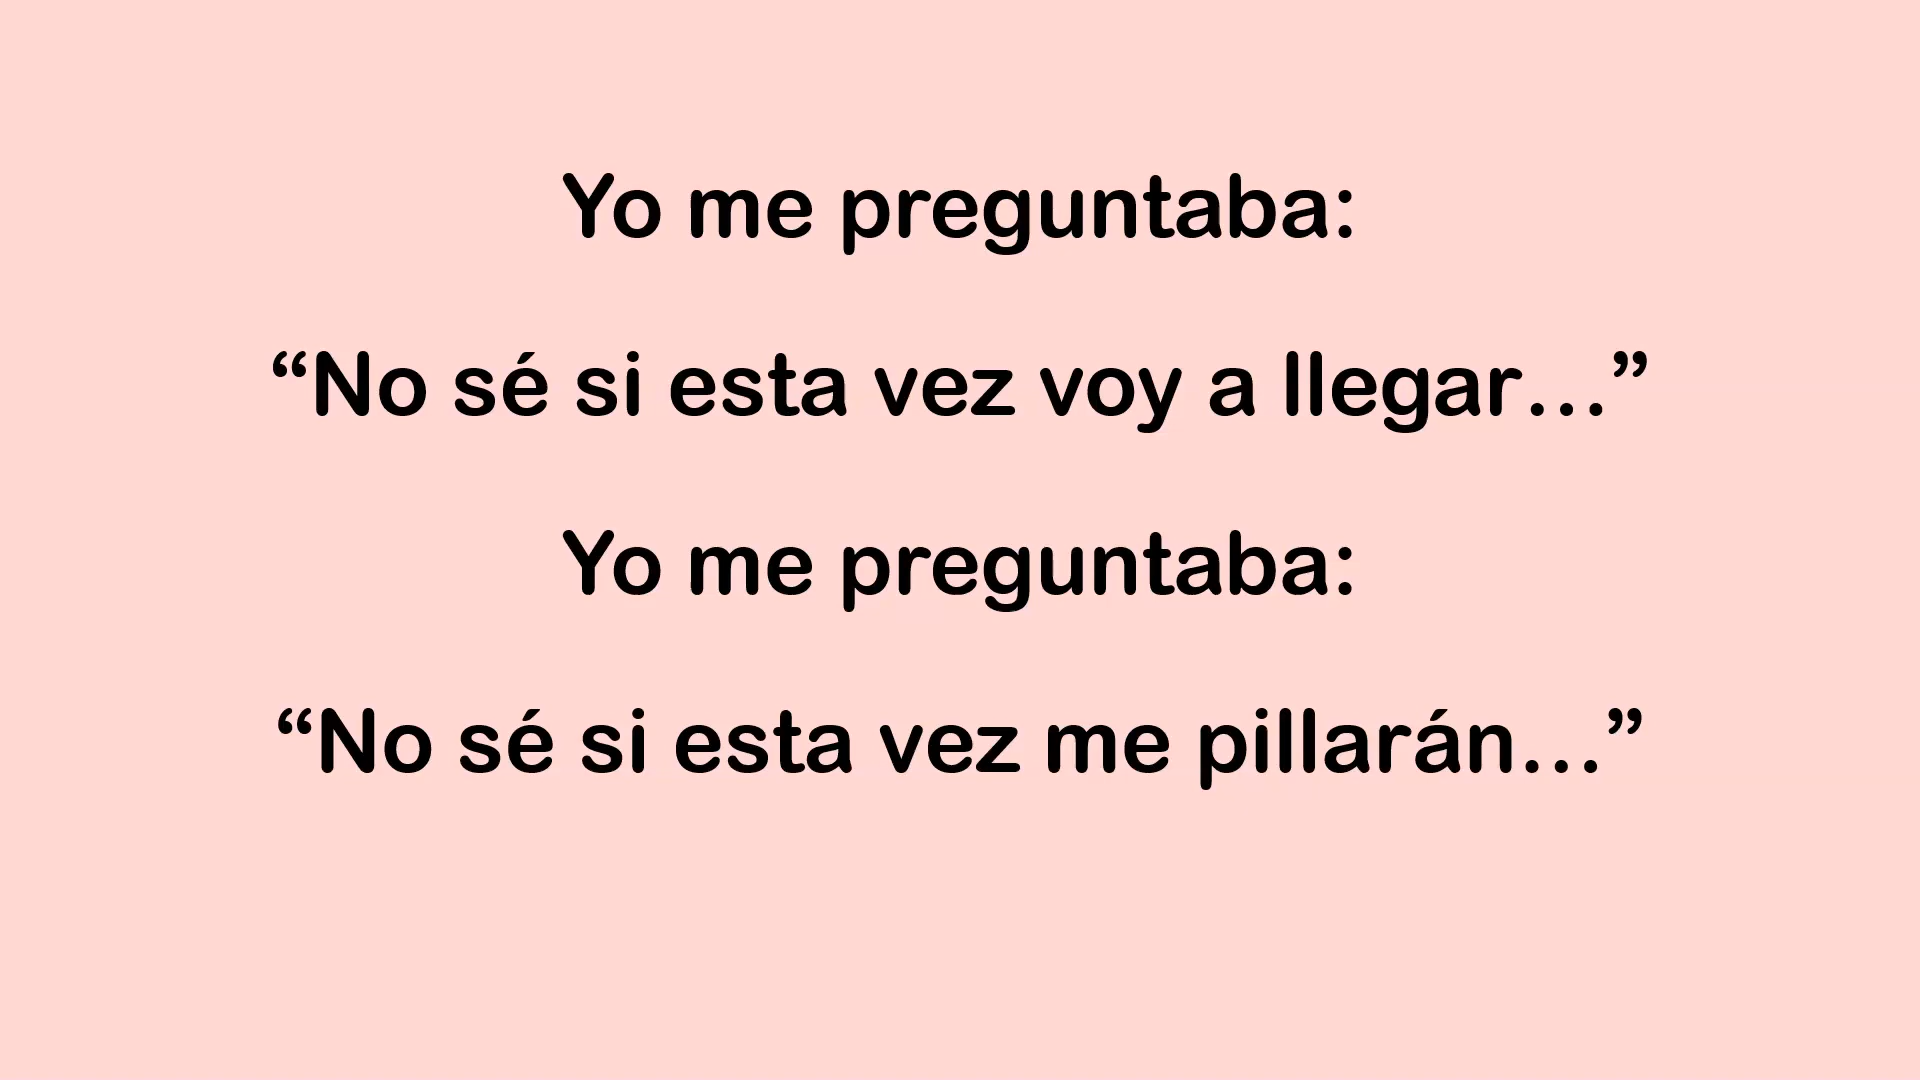 Yo me preguntaba:
“No sé si esta vez voy a llegar…”
Yo me preguntaba:
“No sé si esta vez me pillarán…”